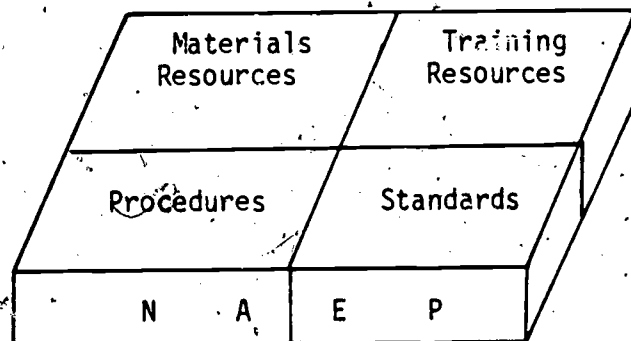 Materials Training
Resources Resources
Procedures Standards
N A E P